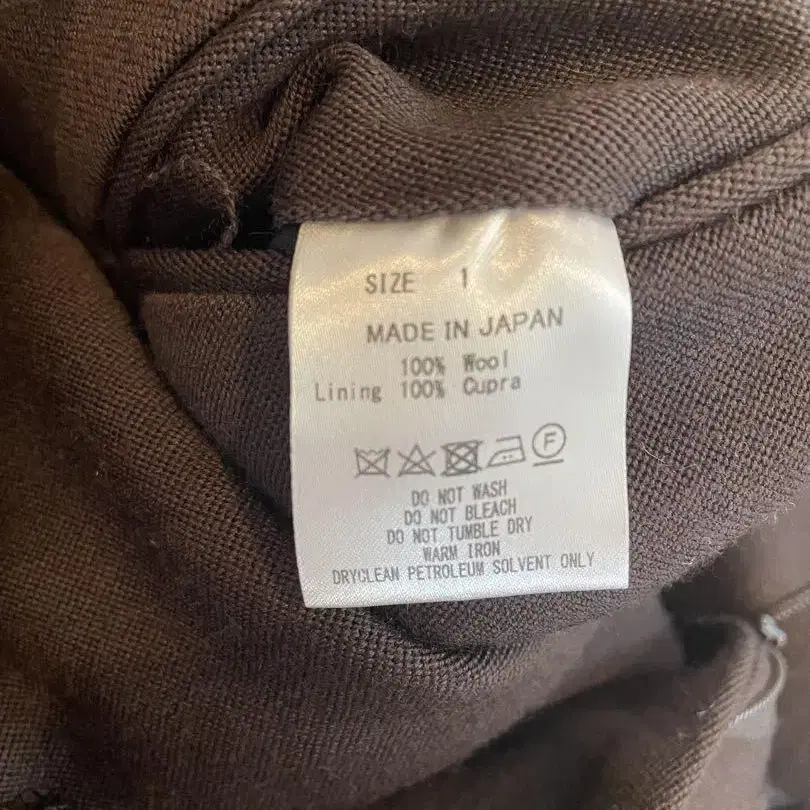 SIZE 1
MADE IN JAPAN
100% Wool
Lining 100% Cupra
F
DO NOT WASH
DO NOT BLEACH
DO NOT TUMBLE DRY
WARM IRON
DRYCLEAN PETROLEUM SOLVENT ONLY